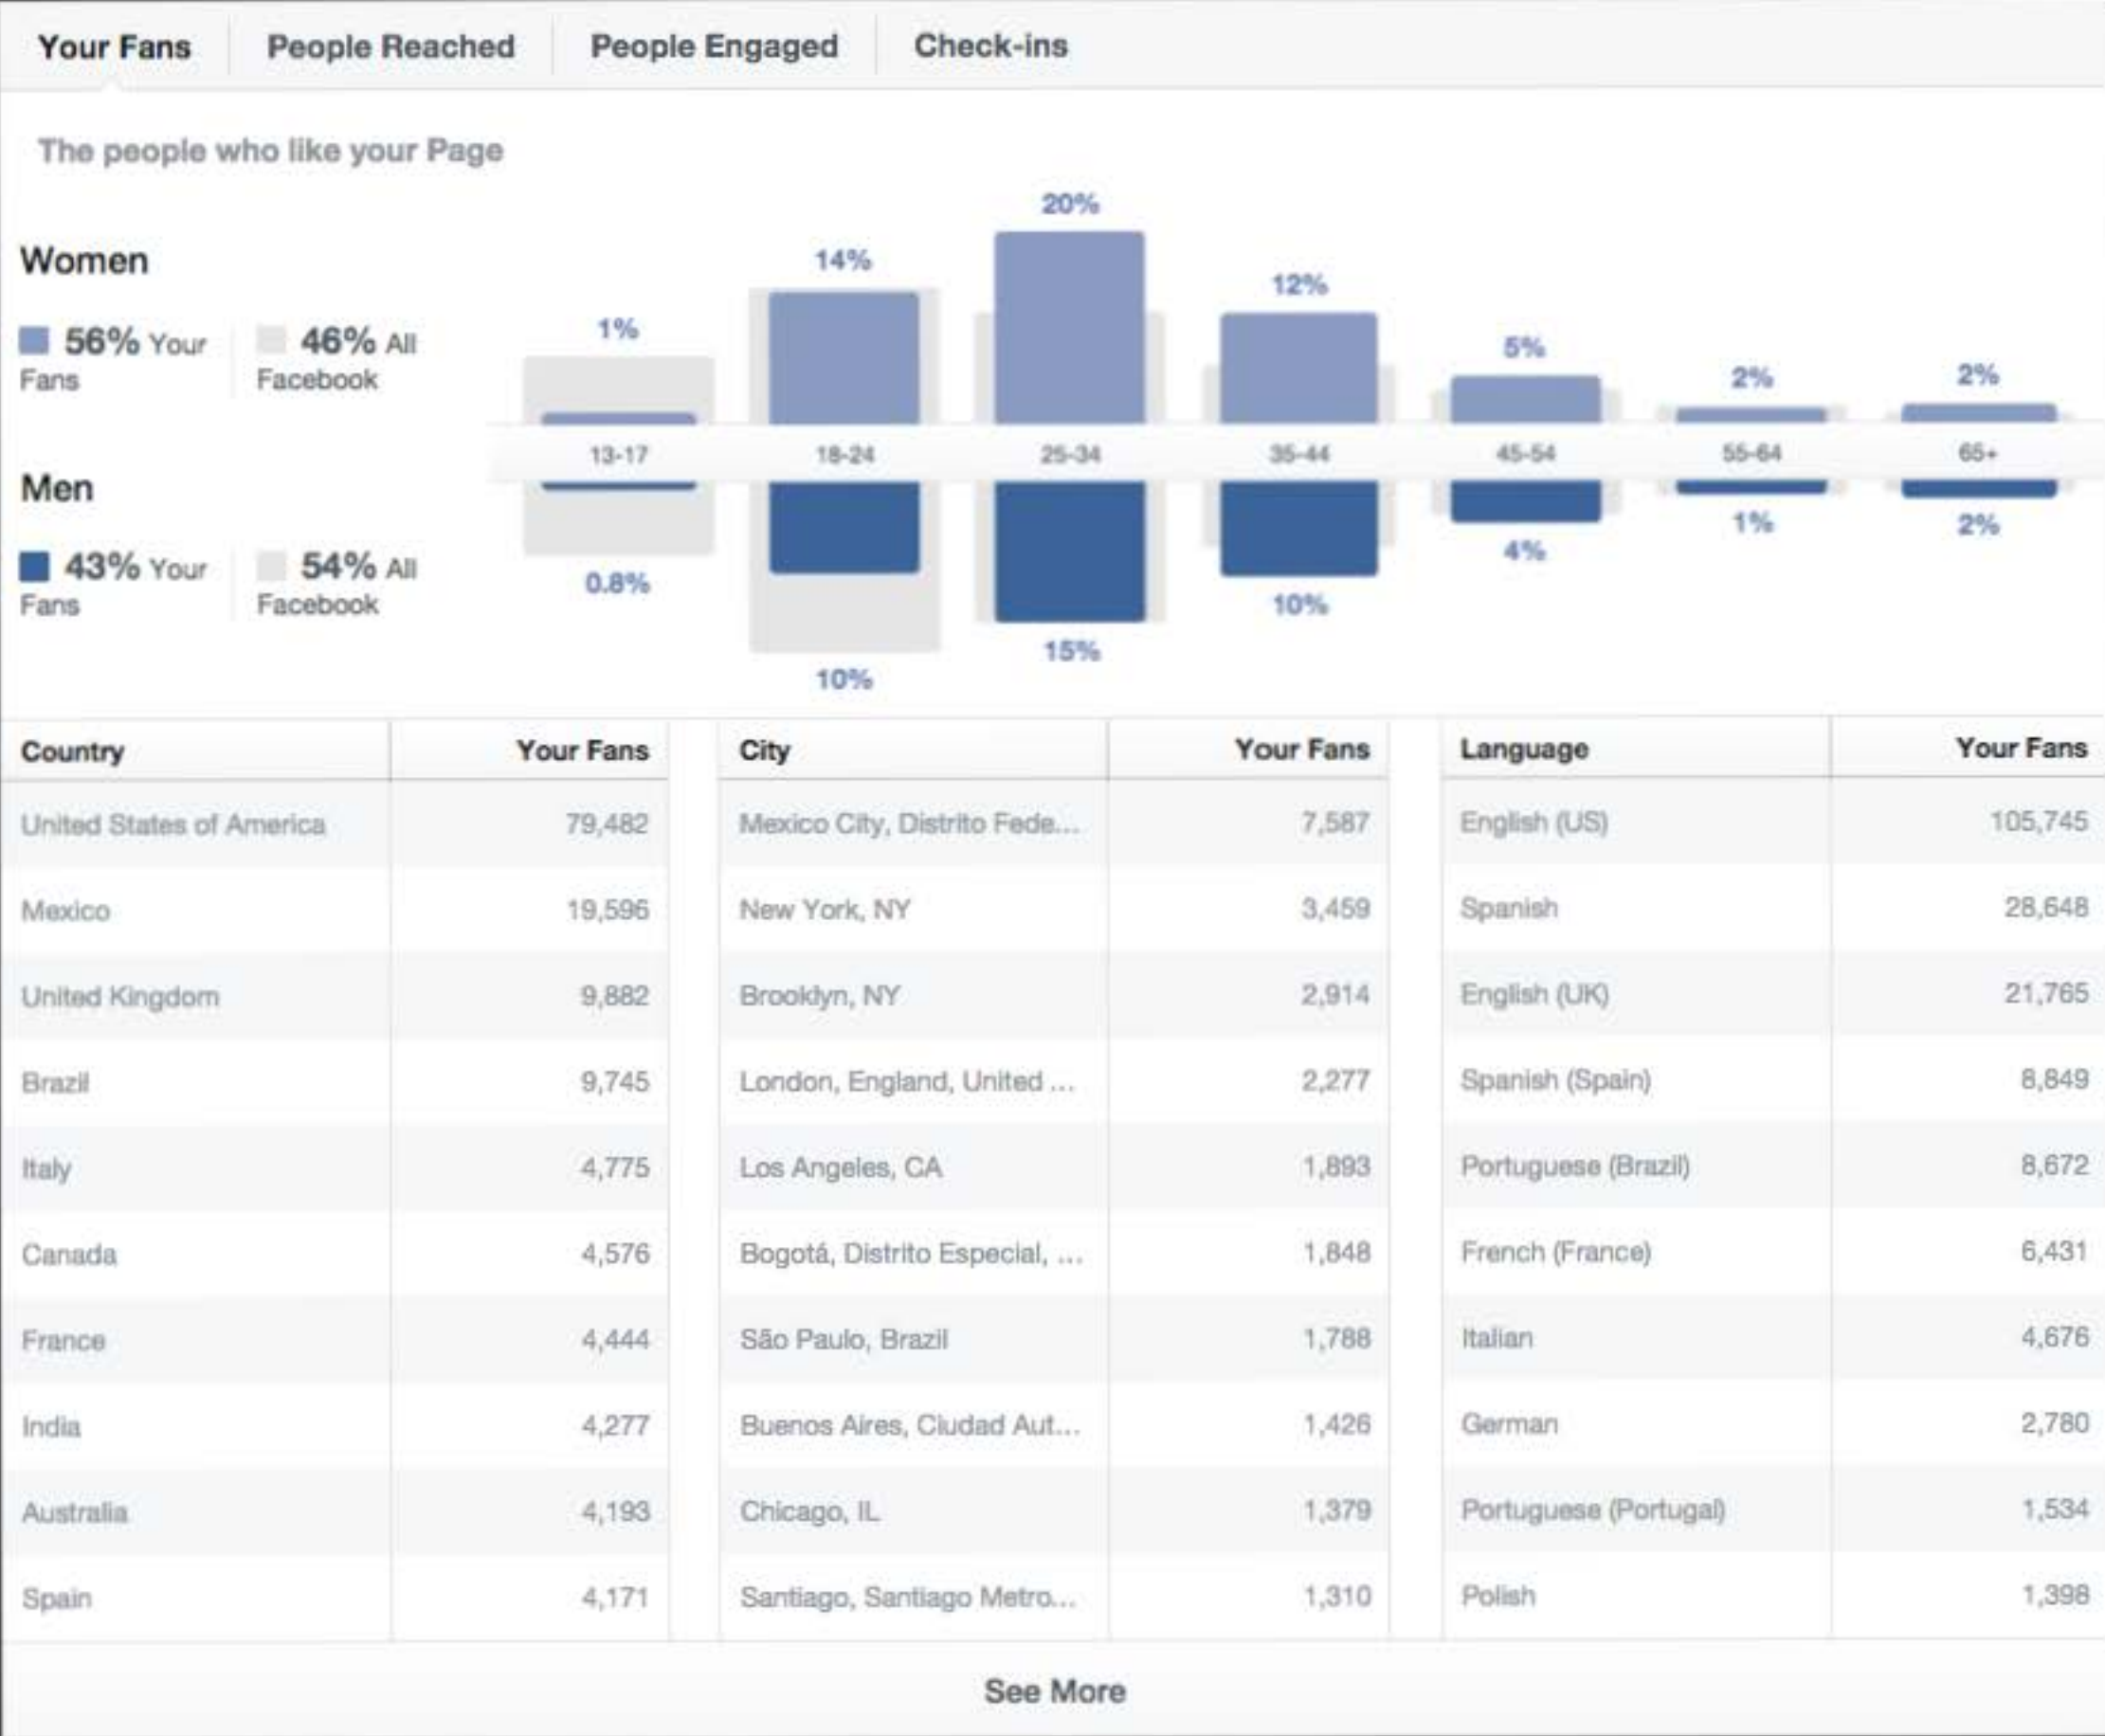 Your Fans People Reached People Engaged Check-ins
The people who like your Page
Women
56% Your Fans
46% All Facebook
Men
43% Your Fans
54% All Facebook
1% 14% 20% 12% 5% 2% 2%
13-17 18-24 25-34 35-44 45-54 55-64 65+
0.8% 10% 15% 10% 4% 1% 2%
Country Your Fans City Your Fans Language Your Fans
United States of America 79,482 Mexico City, Distrito Fede... 7,587 English (US) 105,745
Mexico 19,596 New York, NY 3,459 Spanish 28,648
United Kingdom 9,882 Brooklyn, NY 2,914 English (UK) 21,765
Brazil 9,745 London, England, United ... 2,277 Spanish (Spain) 8,849
Italy 4,775 Los Angeles, CA 1,893 Portuguese (Brazil) 8,672
Canada 4,576 Bogotá, Distrito Especial, ... 1,848 French (France) 6,431
France 4,444 São Paulo, Brazil 1,788 Italian 4,676
India 4,277 Buenos Aires, Ciudad Aut... 1,426 German 2,780
Australia 4,193 Chicago, IL 1,379 Portuguese (Portugal) 1,534
Spain 4,171 Santiago, Santiago Metro... 1,310 Polish 1,398
See More